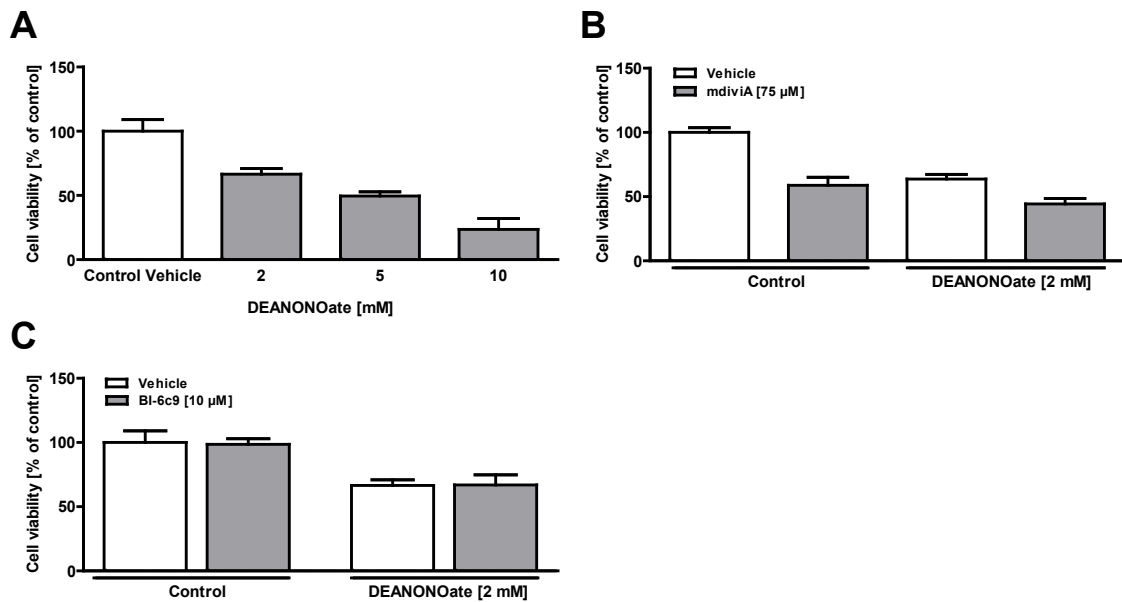 A
Cell viability [% of control]
150
100
50
0
Control Vehicle 2 5 10
DEANONOate [mM]
B
Cell viability [% of control]
150
100
50
0
Vehicle
mdiviA [75 µM]
Control DEANONOate [2 mM]
C
Cell viability [% of control]
150
100
50
0
Vehicle
BI-6c9 [10 µM]
Control DEANONOate [2 mM]